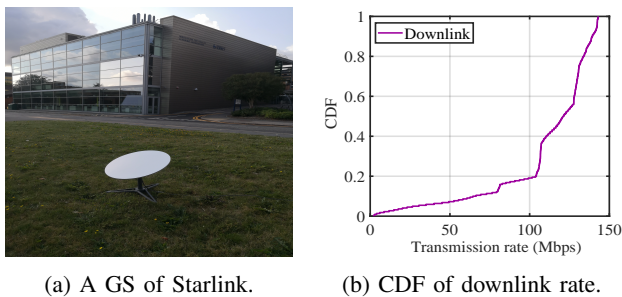 1
0.8
0.6
0.4
0.2
0
CDF
Downlink
0 50 100 150
Transmission rate (Mbps)
(a) A GS of Starlink.
(b) CDF of downlink rate.